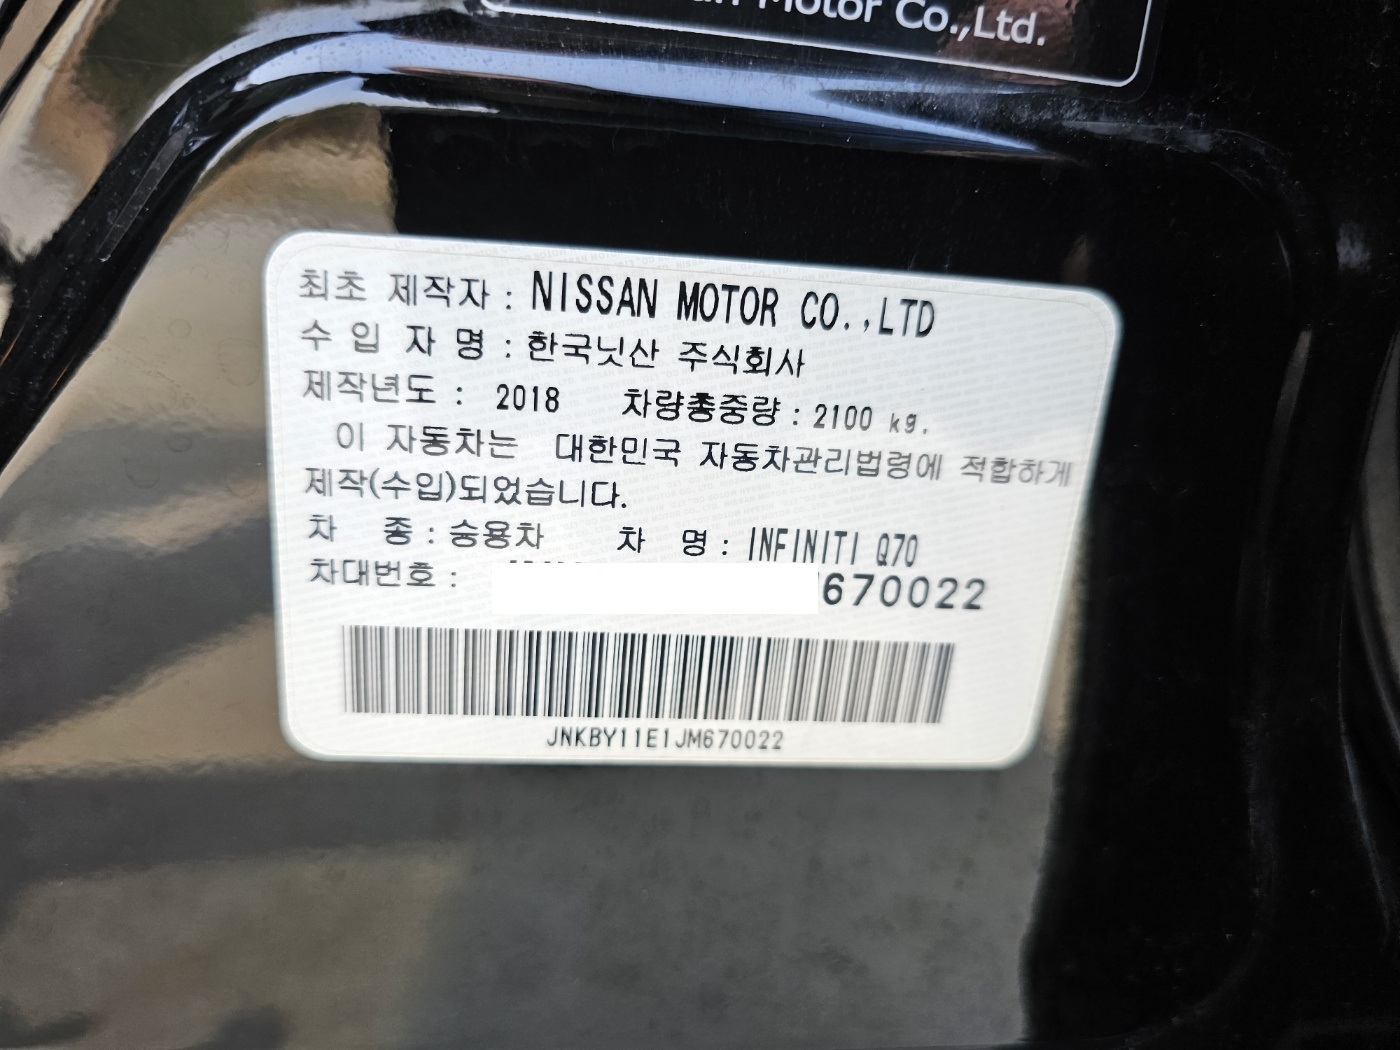 Motor Co.,Ltd.
최초 제작자 : NISSAN MOTOR CO.,LTD
수 입 자 명 : 한국닛산 주식회사
제작년도 : 2018 차량총중량 : 2100 kg.
이 자동차는 대한민국 자동차관리법령에 적합하게
제작(수입)되었습니다.
차 종 : 승용차 차 명 : INFINITI Q70
차대번호 : 670022
JNKBY11E1JM670022